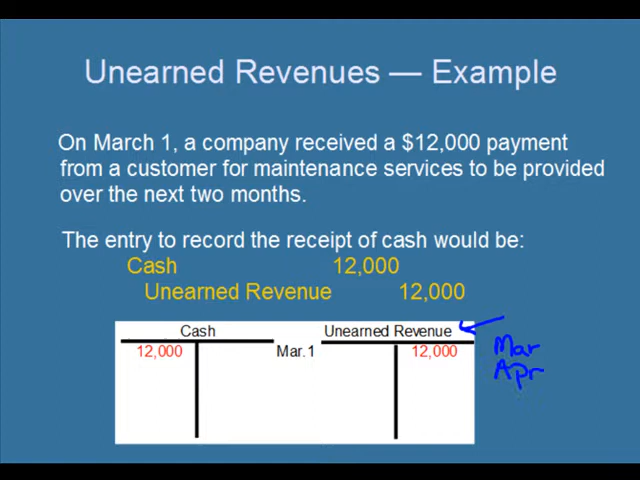 Unearned Revenues — Example
On March 1, a company received a $12,000 payment
from a customer for maintenance services to be provided
over the next two months.
The entry to record the receipt of cash would be:
Cash 12,000
Unearned Revenue 12,000
Cash Unearned Revenue
12,000 Mar.1 12,000
Mar
Apr